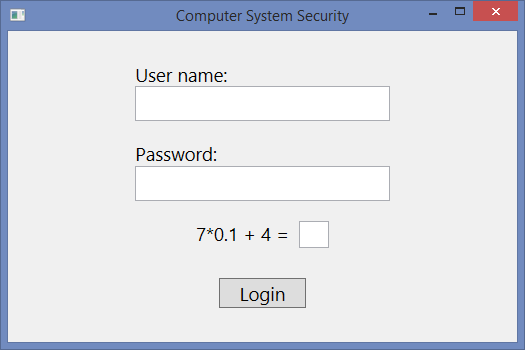 Computer System Security
User name:
Password:
7*0.1 + 4 =
Login